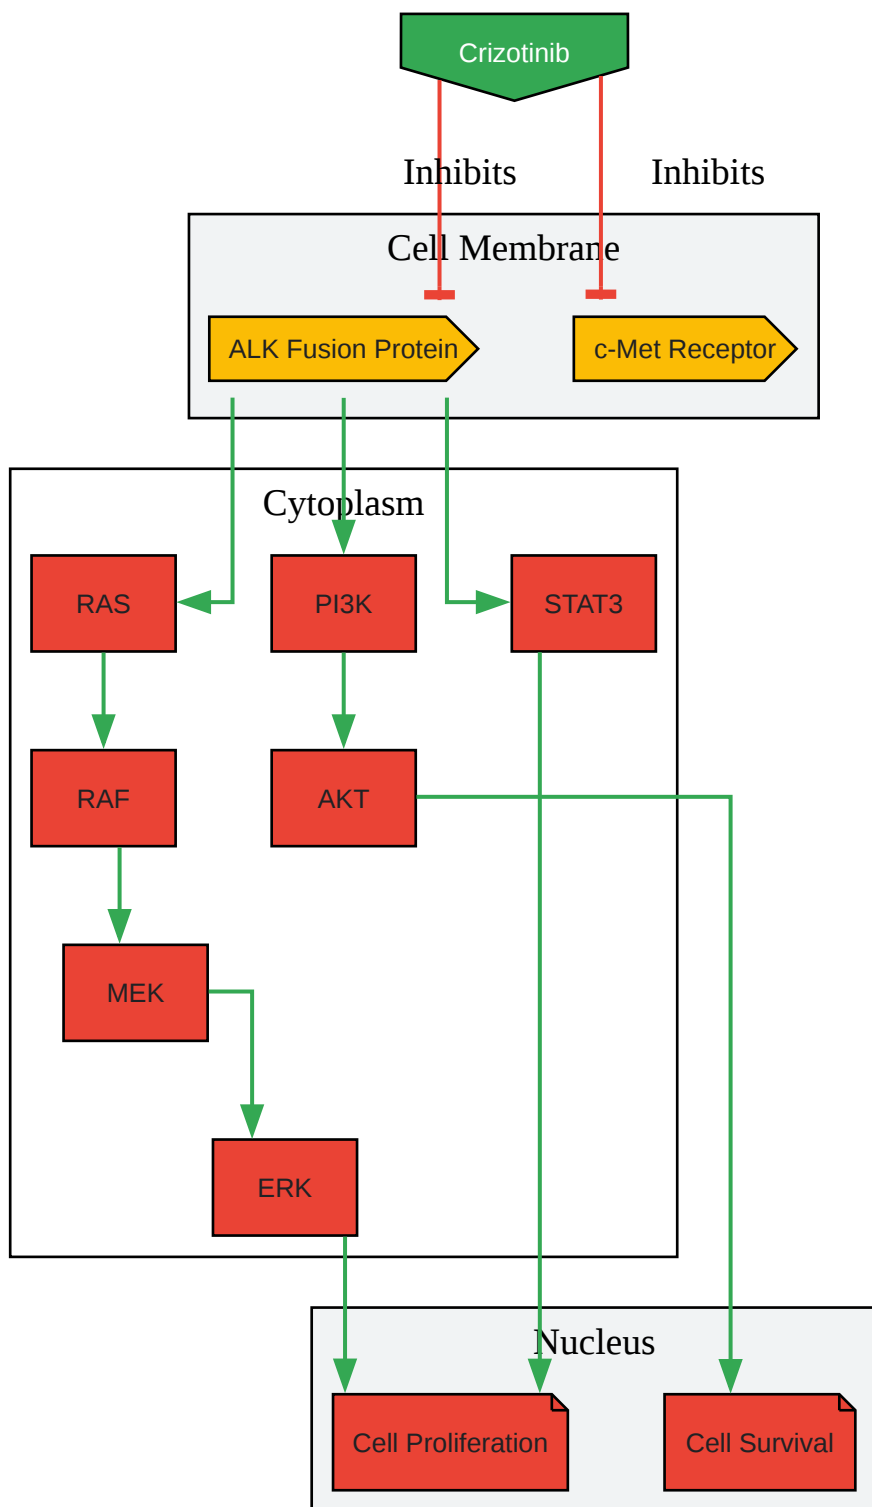 Crizotinib
Inhibits
Inhibits
Cell Membrane
ALK Fusion Protein
c-Met Receptor
Cytoplasm
RAS
PI3K
STAT3
RAF
AKT
MEK
ERK
Nucleus
Cell Proliferation
Cell Survival